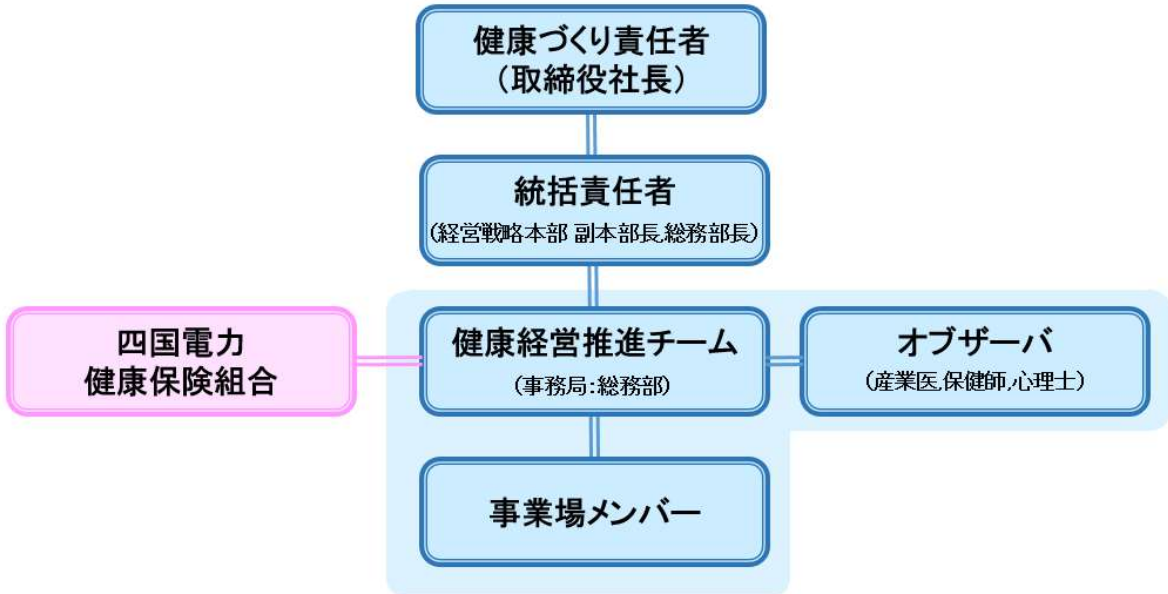 健康づくり責任者
（取締役社長）
統括責任者
(経営戦略本部 副本部長,総務部長)
四国電力
健康保険組合
健康経営推進チーム
(事務局:総務部)
オブザーバ
(産業医,保健師,心理士)
事業場メンバー